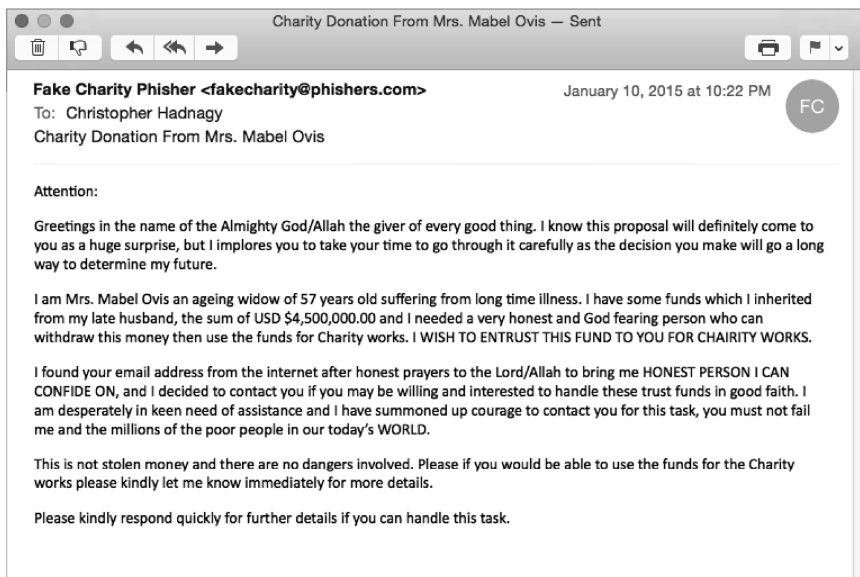 Charity Donation From Mrs. Mabel Ovis — Sent
Fake Charity Phisher <fakecharity@phishers.com>
January 10, 2015 at 10:22 PM
FC
To: Christopher Hadnagy
Charity Donation From Mrs. Mabel Ovis
Attention:
Greetings in the name of the Almighty God/Allah the giver of every good thing. I know this proposal will definitely come to
you as a huge surprise, but I implores you to take your time to go through it carefully as the decision you make will go a long
way to determine my future.
I am Mrs. Mabel Ovis an ageing widow of 57 years old suffering from long time illness. I have some funds which I inherited
from my late husband, the sum of USD $4,500,000.00 and I needed a very honest and God fearing person who can
withdraw this money then use the funds for Charity works. I WISH TO ENTRUST THIS FUND TO YOU FOR CHAIRITY WORKS.
I found your email address from the internet after honest prayers to the Lord/Allah to bring me HONEST PERSON I CAN
CONFIDE ON, and I decided to contact you if you may be willing and interested to handle these trust funds in good faith. I
am desperately in keen need of assistance and I have summoned up courage to contact you for this task, you must not fail
me and the millions of the poor people in our today's WORLD.
This is not stolen money and there are no dangers involved. Please if you would be able to use the funds for the Charity
works please kindly let me know immediately for more details.
Please kindly respond quickly for further details if you can handle this task.